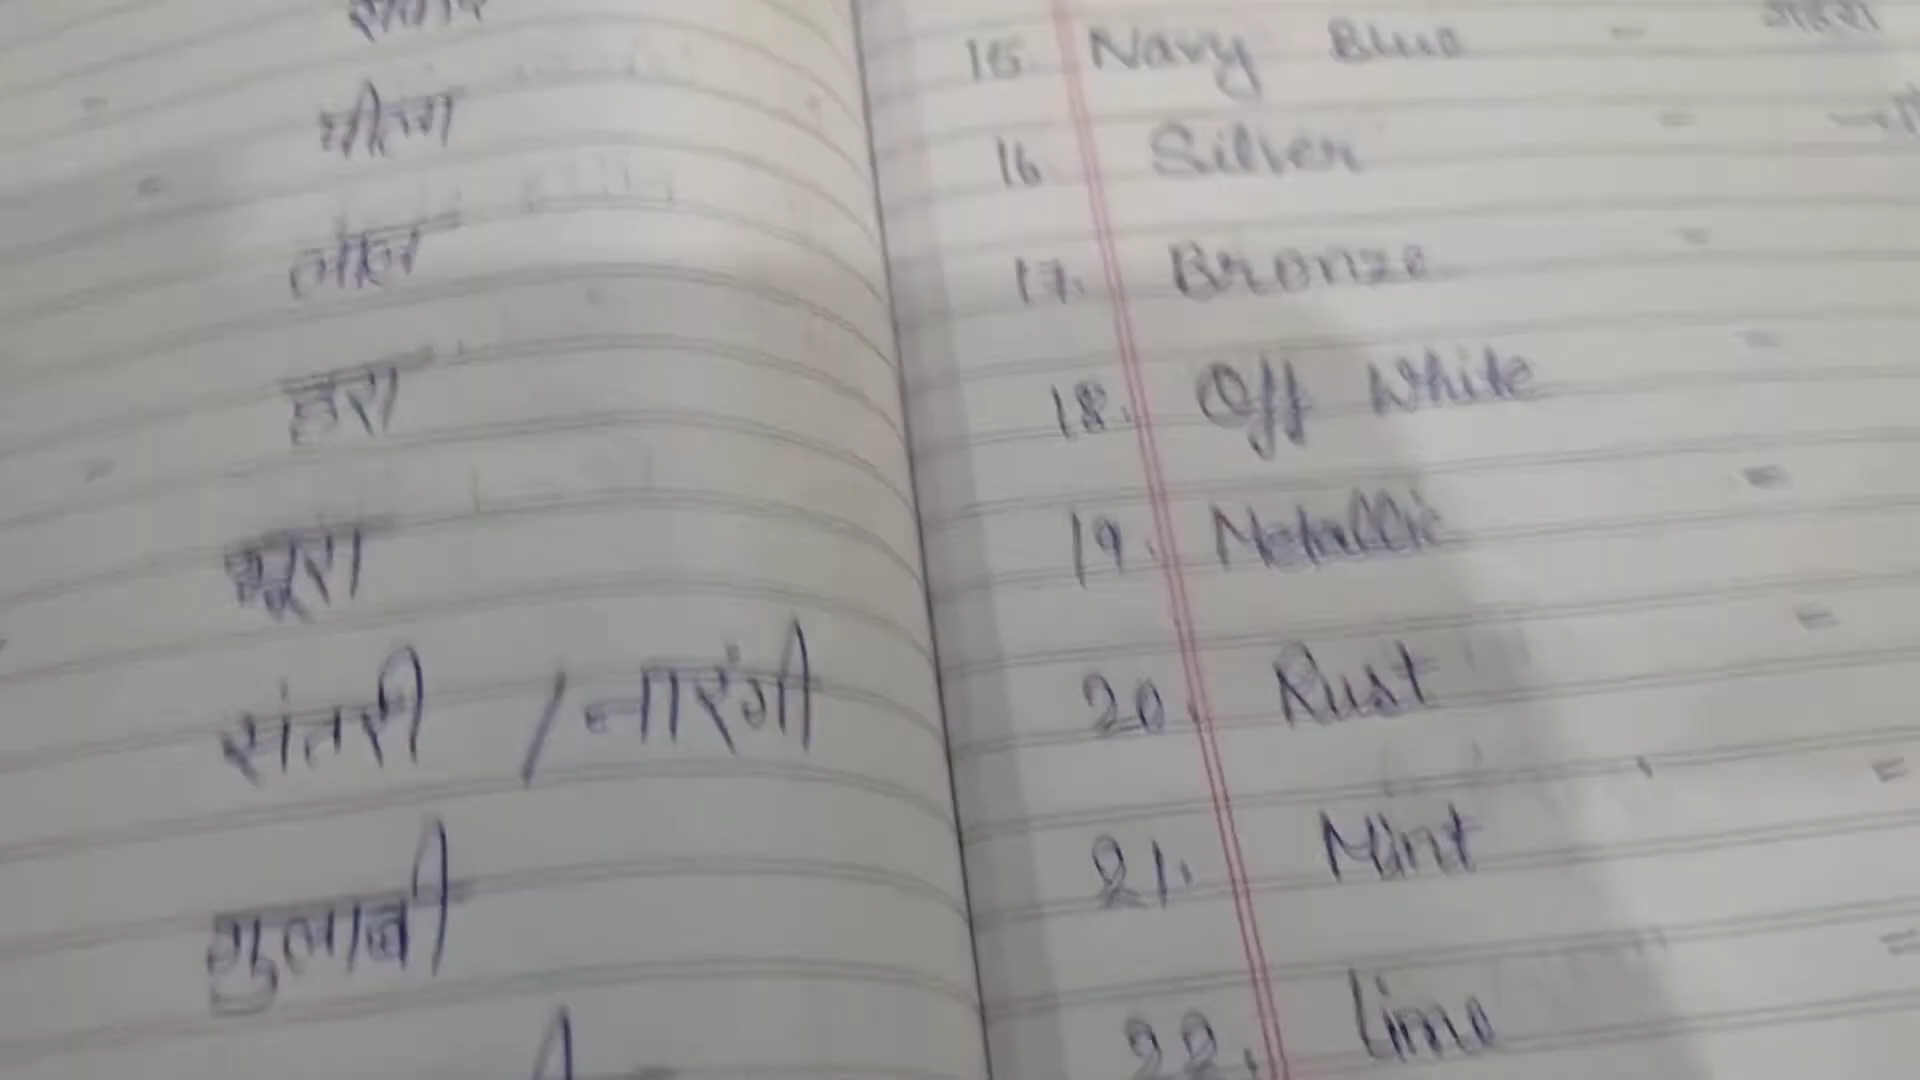 पीला
लाल
हरा
भूरा
संतरी / नारंगी
गुलाबी
15. Navy Blue - गहरा
16 Silver -
17. Bronze -
18. Off White -
19. Metallic =
20. Rust =
21. Mint =
22. Lime =